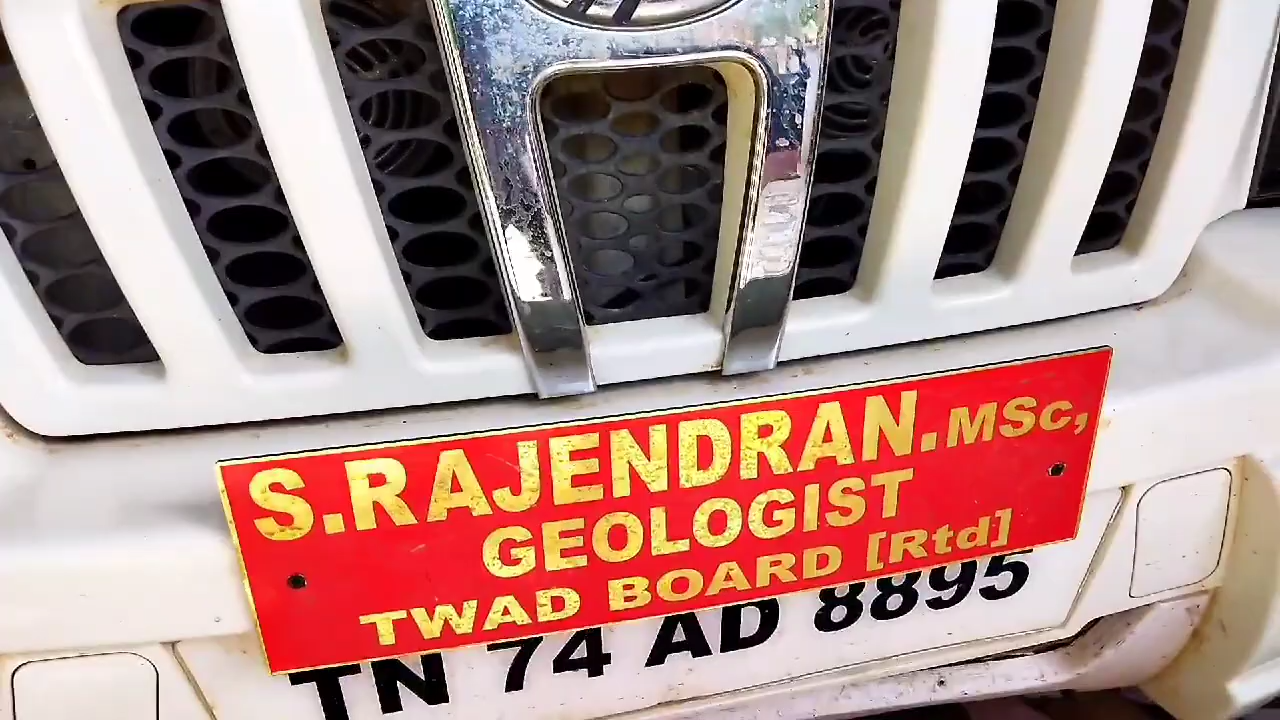 S.RAJENDRAN.MSc,
GEOLOGIST
TWAD BOARD [Rtd]
TN 74 AD 8895